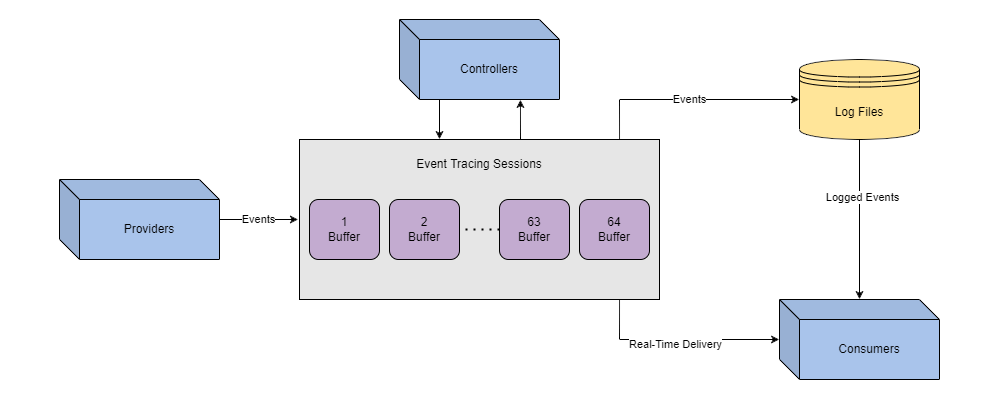 Controllers
Events
Log Files
Event Tracing Sessions
Providers
Events
1
Buffer
2
Buffer
.....
63
Buffer
64
Buffer
Logged Events
Real-Time Delivery
Consumers